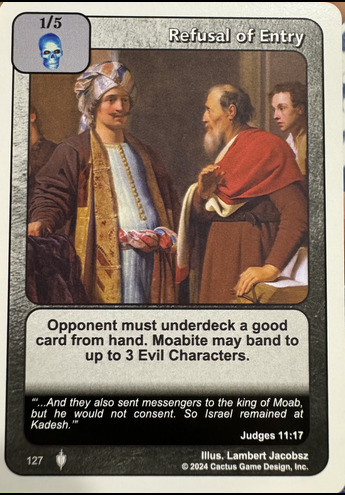 1/5
Refusal of Entry
Opponent must underdeck a good
card from hand. Moabite may band to
up to 3 Evil Characters.
"'...And they also sent messengers to the king of Moab,
but he would not consent. So Israel remained at
Kadesh.'"
Judges 11:17
Illus. Lambert Jacobsz
127
© 2024 Cactus Game Design, Inc.